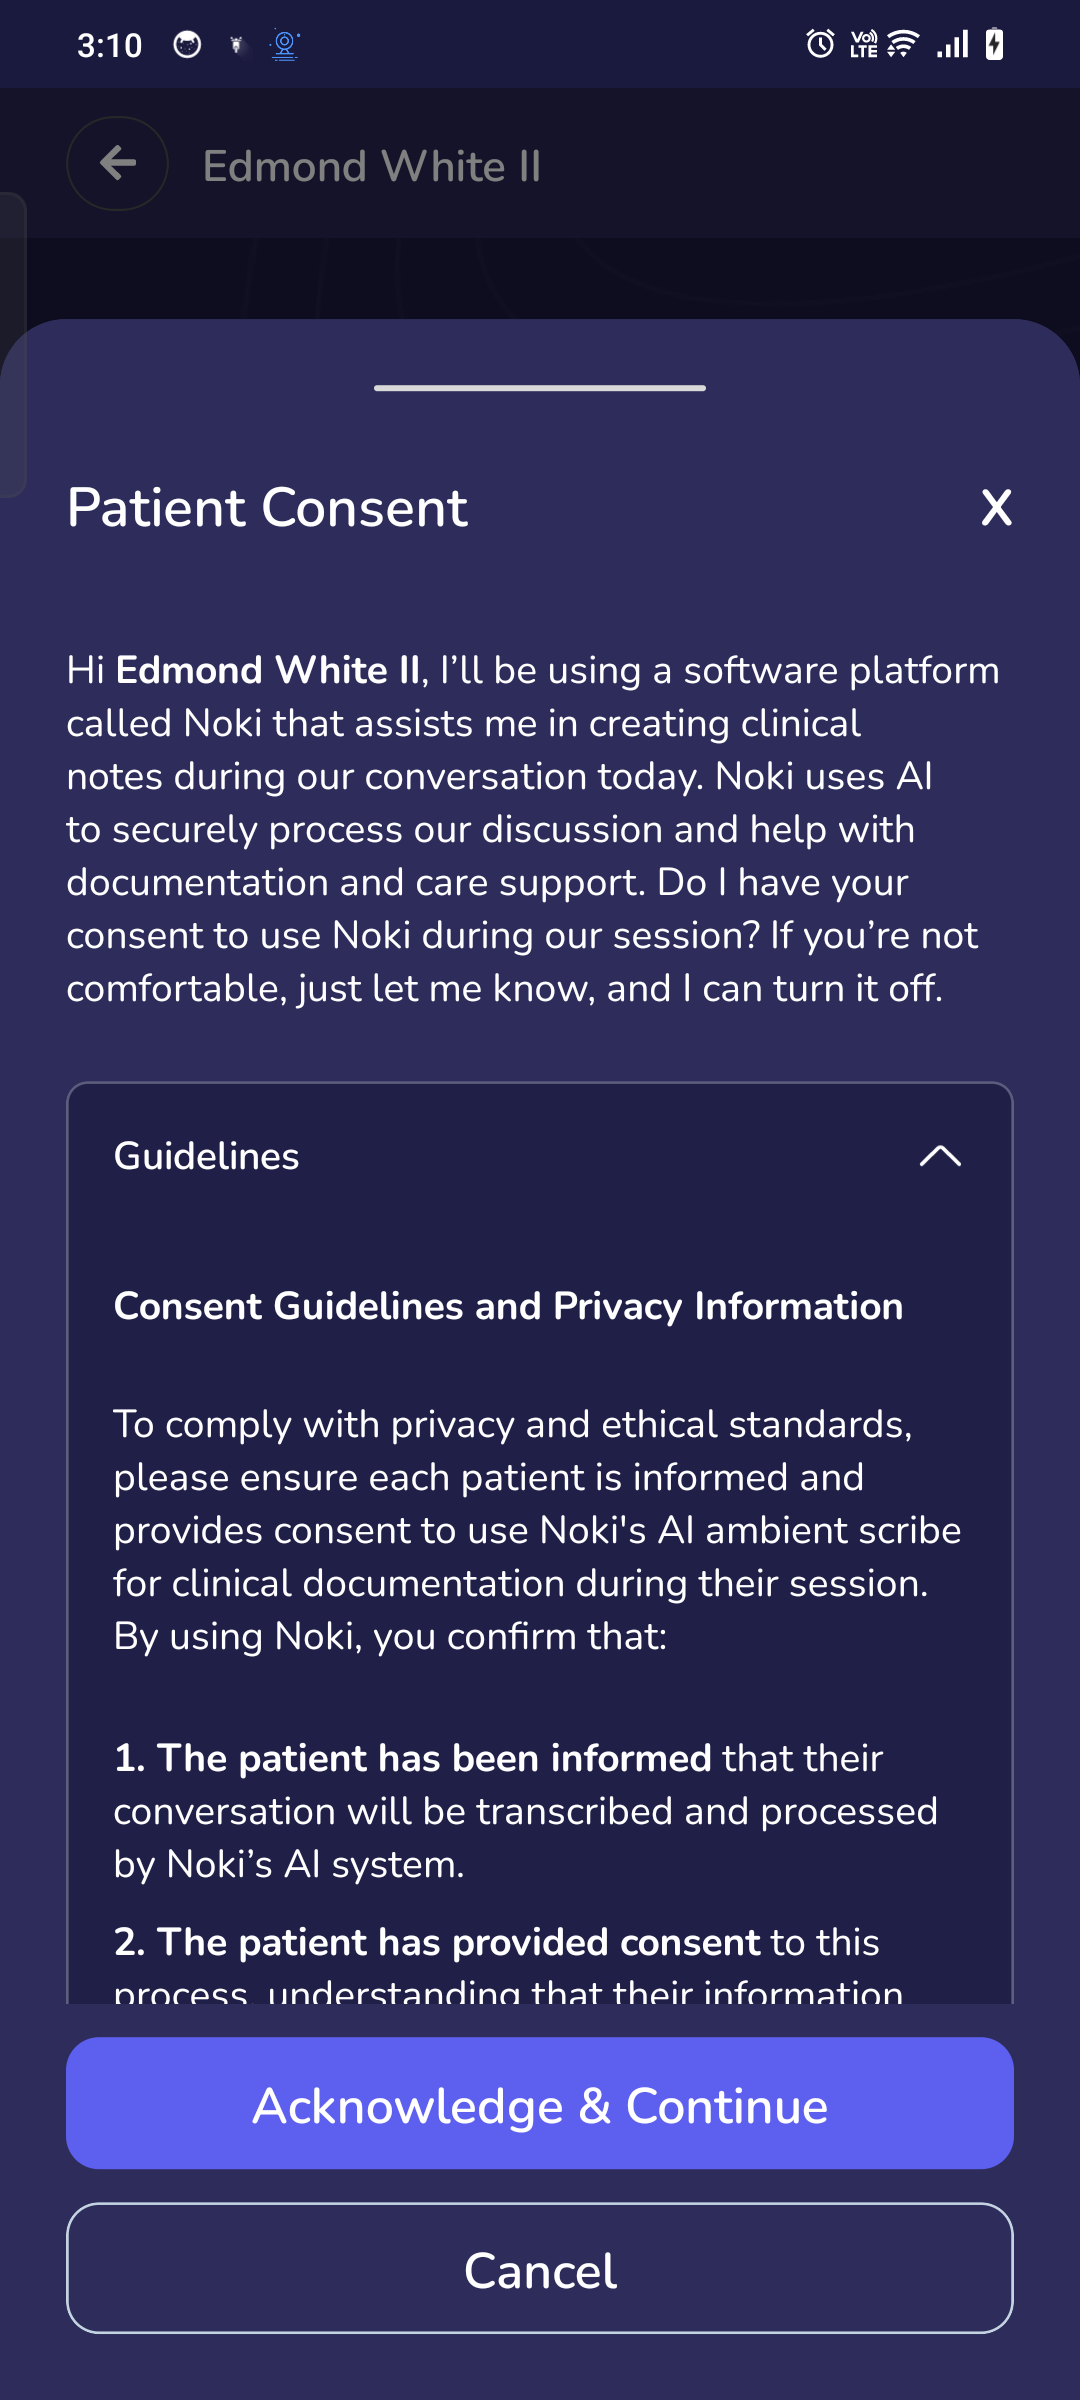 3:10
Vo)) LTE
Edmond White II
Patient Consent
X
Hi Edmond White II, I’ll be using a software platform
called Noki that assists me in creating clinical
notes during our conversation today. Noki uses AI
to securely process our discussion and help with
documentation and care support. Do I have your
consent to use Noki during our session? If you’re not
comfortable, just let me know, and I can turn it off.
Guidelines
Consent Guidelines and Privacy Information
To comply with privacy and ethical standards,
please ensure each patient is informed and
provides consent to use Noki's AI ambient scribe
for clinical documentation during their session.
By using Noki, you confirm that:
1. The patient has been informed that their
conversation will be transcribed and processed
by Noki’s AI system.
2. The patient has provided consent to this
process, understanding that their information
Acknowledge & Continue
Cancel